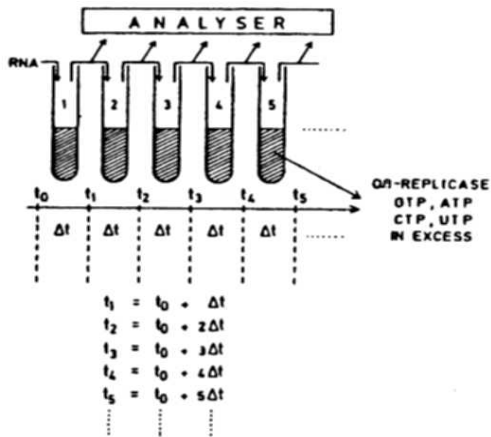 ANALYSER
RNA
1 2 3 4 5
t0 t1 t2 t3 t4 t5
Δt Δt Δt Δt Δt
-REPLICASE
GTP, ATP
CTP, UTP
IN EXCESS
t1 = t0 + Δt
t2 = t0 + 2Δt
t3 = t0 + 3Δt
t4 = t0 + 4Δt
t5 = t0 + 5Δt